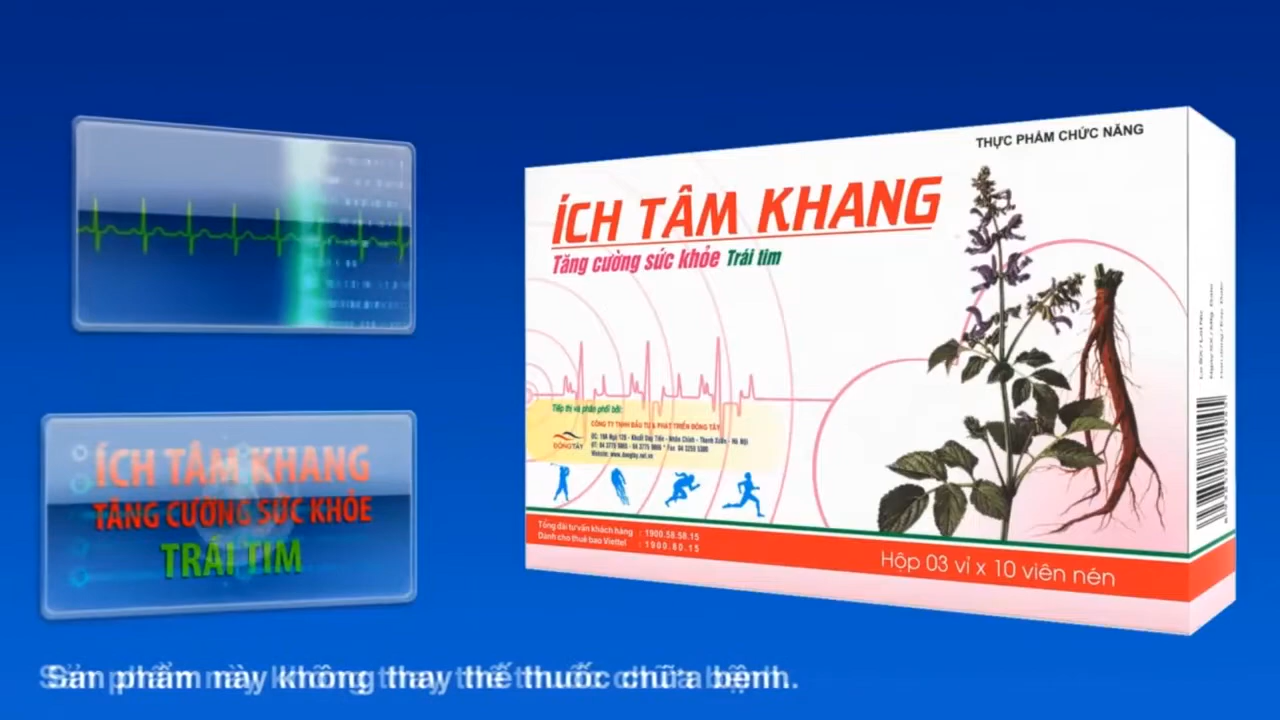 THỰC PHẨM CHỨC NĂNG
ÍCH TÂM KHANG
Tăng cường sức khỏe Trái tim
Tiếp thị và phân phối bởi:
CÔNG TY TNHH ĐẦU TƯ & PHÁT TRIỂN ĐÔNG TÂY
ĐÔNG TÂY
Website: www.dongtay.net.vn
Tổng đài tư vấn khách hàng : 1900.58.58.15
Dành cho thuê bao Viettel : 1900.60.15
Hộp 03 vỉ x 10 viên nén
ÍCH TÂM KHANG
TĂNG CƯỜNG SỨC KHỎE
TRÁI TIM
Sản phẩm này không thay thế thuốc chữa bệnh.